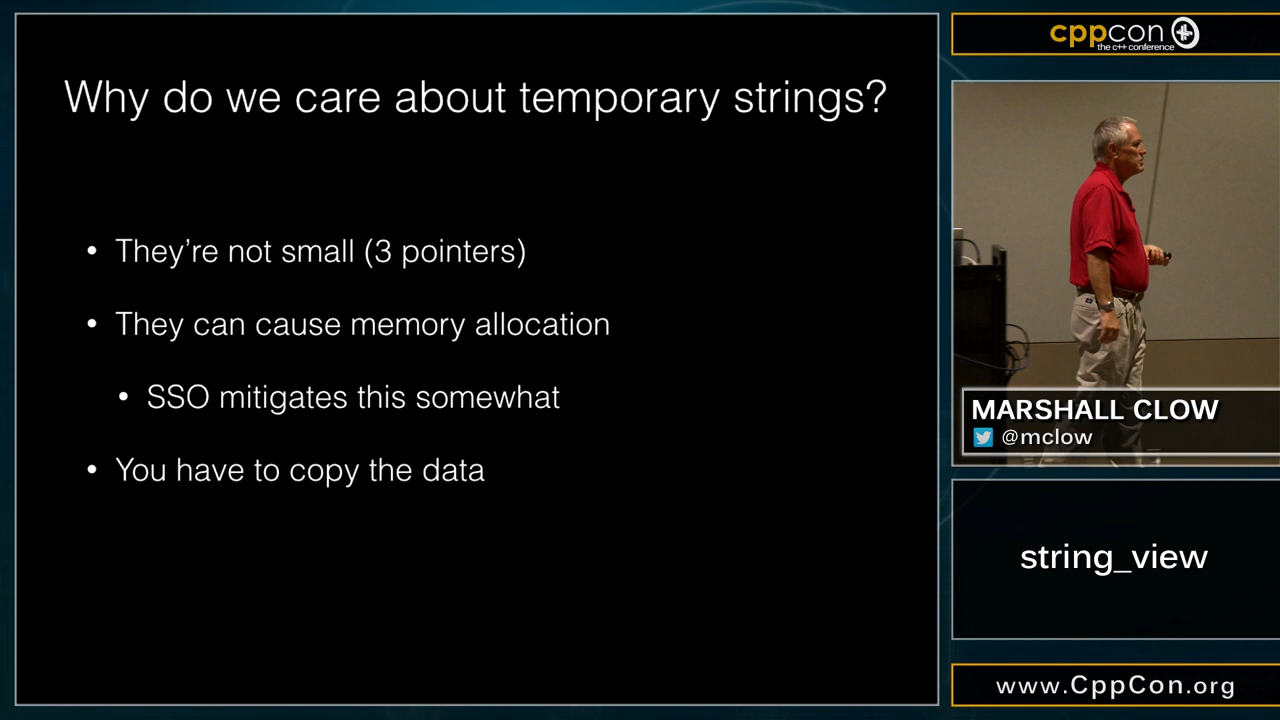 Why do we care about temporary strings?
• They're not small (3 pointers)
• They can cause memory allocation
• SSO mitigates this somewhat
• You have to copy the data
cppcon
the c++ conference
MARSHALL CLOW
@mclow
string_view
www.CppCon.org